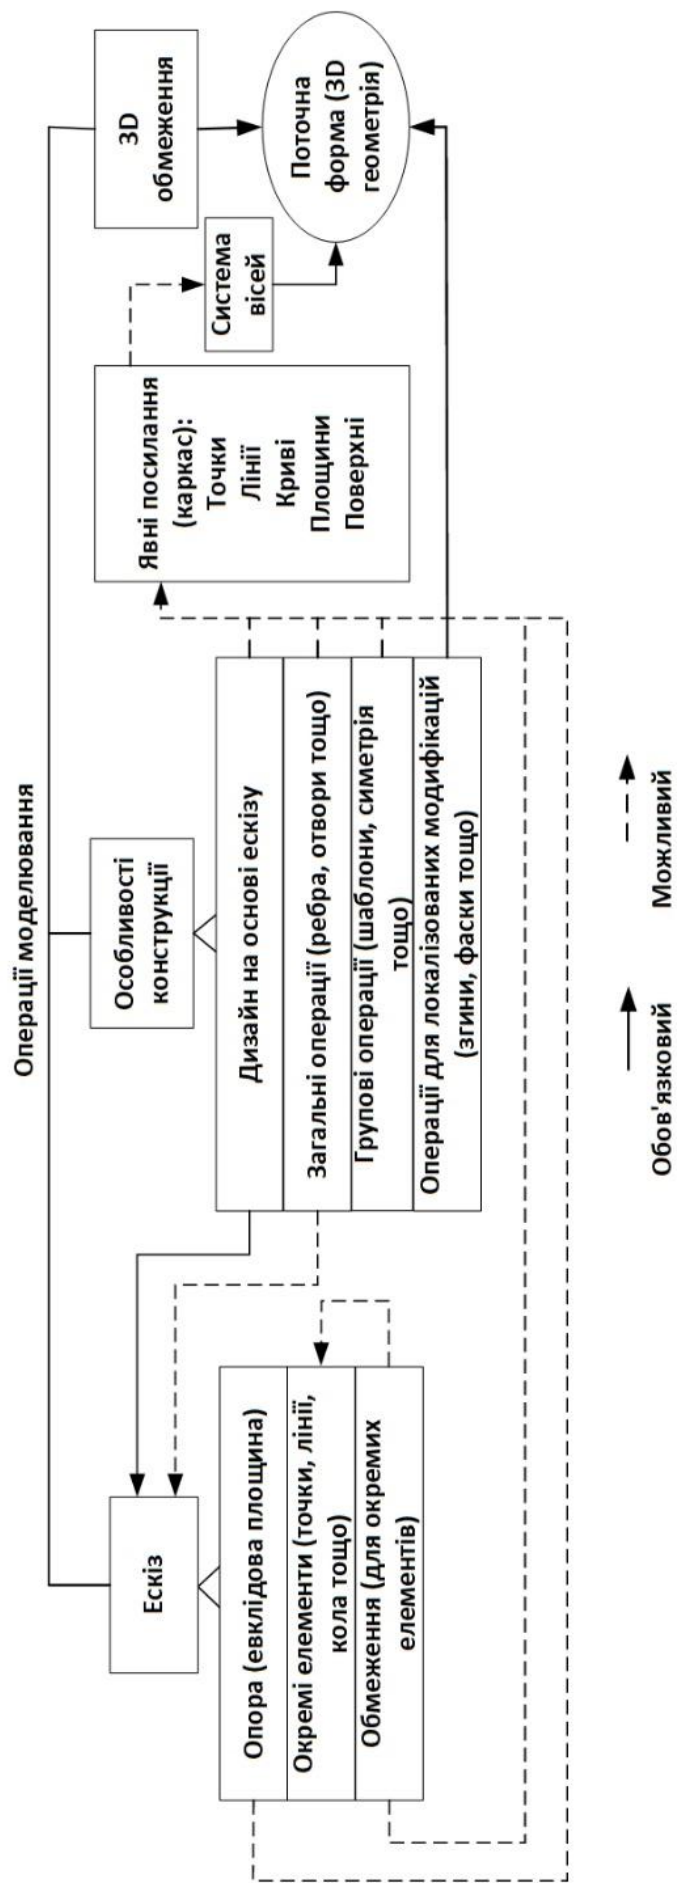 Операції моделювання
Ескіз
Опора (евклідова площина)
Окремі елементи (точки, лінії,
кола тощо)
Обмеження (для окремих
елементів)
Особливості
конструкції
Дизайн на основі ескізу
Загальні операції (ребра, отвори тощо)
Групові операції (шаблони, симетрія
тощо)
Операції для локалізованих модифікацій
(згини, фаски тощо)
Явні посилання
(каркас):
Точки
Лінії
Криві
Площини
Поверхні
Система
вісей
3D
обмеження
Поточна
форма (3D
геометрія)
Обов'язковий
Можливий